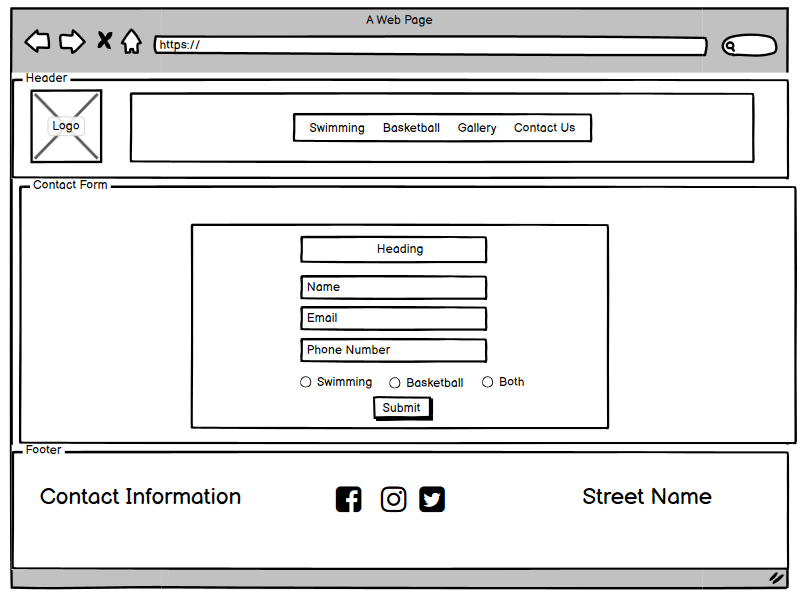 A Web Page
https://
Header
Logo
Swimming Basketball Gallery Contact Us
Contact Form
Heading
Name
Email
Phone Number
Swimming Basketball Both
Submit
Footer
Contact Information Street Name